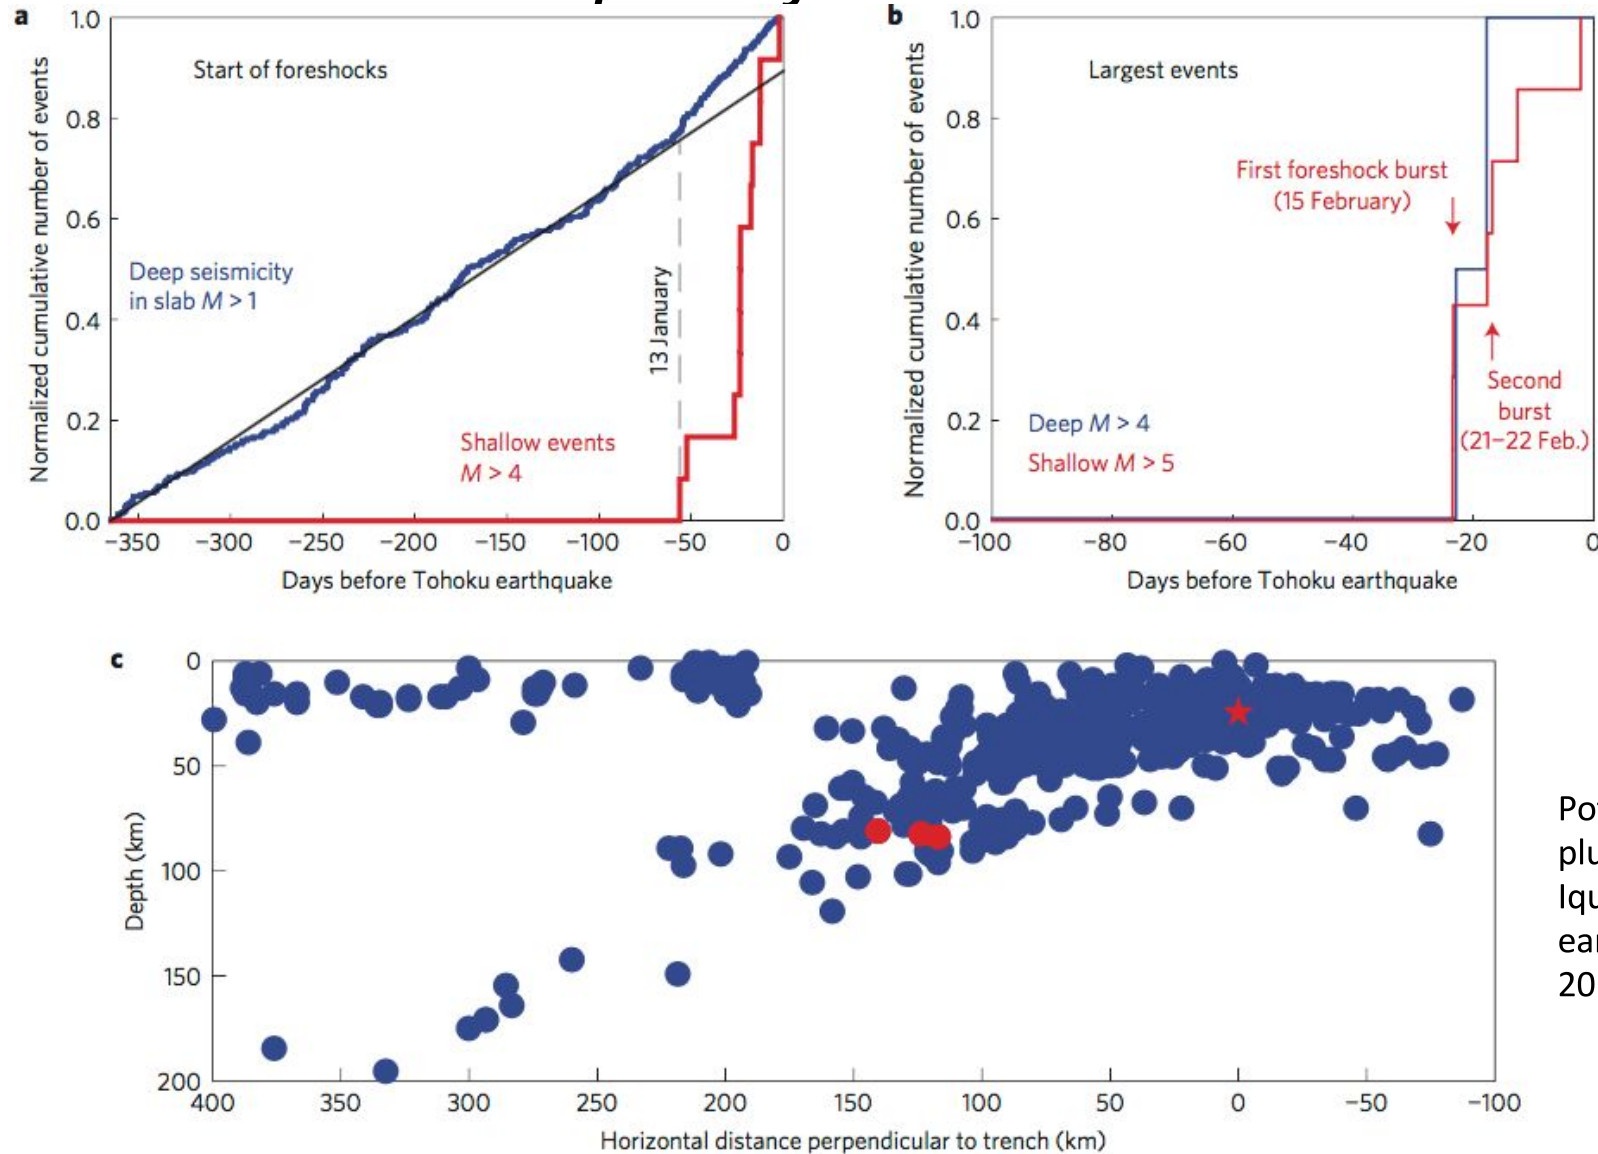 a
Start of foreshocks
Normalized cumulative number of events
1.0
0.8
0.6
0.4
0.2
0.0
Deep seismicity
in slab M > 1
13 January
Shallow events
M > 4
−350 −300 −250 −200 −150 −100 −50 0
Days before Tohoku earthquake
b
Largest events
Normalized cumulative number of events
1.0
0.8
0.6
0.4
0.2
0.0
First foreshock burst
(15 February)
Second
burst
(21–22 Feb.)
Deep M > 4
Shallow M > 5
−100 −80 −60 −40 −20 0
Days before Tohoku earthquake
c
Depth (km)
0
50
100
150
200
400 350 300 250 200 150 100 50 0 −50 −100
Horizontal distance perpendicular to trench (km)